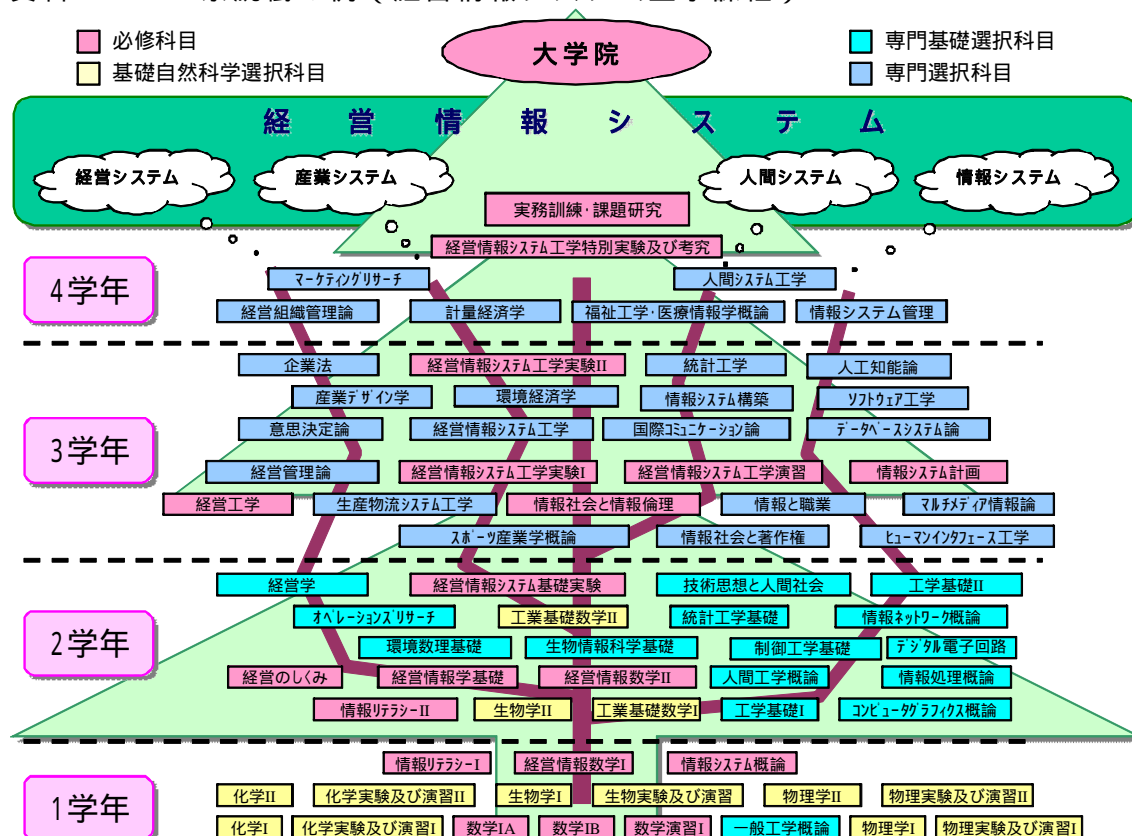 大学院
必修科目
専門基礎選択科目
基礎自然科学選択科目
専門選択科目
経営情報システム
経営システム
産業システム
人間システム
情報システム
実務訓練・課題研究
経営情報システム工学特別実験及び考究
4学年
マーケティングリサーチ
人間システム工学
経営組織管理論
計量経済学
福祉工学・医療情報学概論
情報システム管理
3学年
企業法
経営情報システム工学実験II
統計工学
人工知能論
産業デザイン学
環境経済学
情報システム構築
ソフトウェア工学
意思決定論
経営情報システム工学
国際コミュニケーション論
データベースシステム論
経営管理論
経営情報システム工学実験I
経営情報システム工学演習
情報システム計画
経営工学
生産物流システム工学
情報社会と情報倫理
情報と職業
マルチメディア情報論
スポーツ産業学概論
情報社会と著作権
ヒューマンインタフェース工学
2学年
経営学
経営情報システム基礎実験
技術思想と人間社会
工学基礎II
オペレーションズリサーチ
工業基礎数学II
統計工学基礎
情報ネットワーク概論
環境数理基礎
生物情報科学基礎
制御工学基礎
デジタル電子回路
経営のしくみ
経営情報学基礎
経営情報数学II
人間工学概論
情報処理概論
情報リテラシーII
生物学II
工業基礎数学I
工学基礎I
コンピュータグラフィクス概論
1学年
情報リテラシーI
経営情報数学I
情報システム概論
化学II
化学実験及び演習II
生物学I
生物実験及び演習
物理学II
物理実験及び演習II
化学I
化学実験及び演習I
数学IA
数学IB
数学演習I
一般工学概論
物理学I
物理実験及び演習I